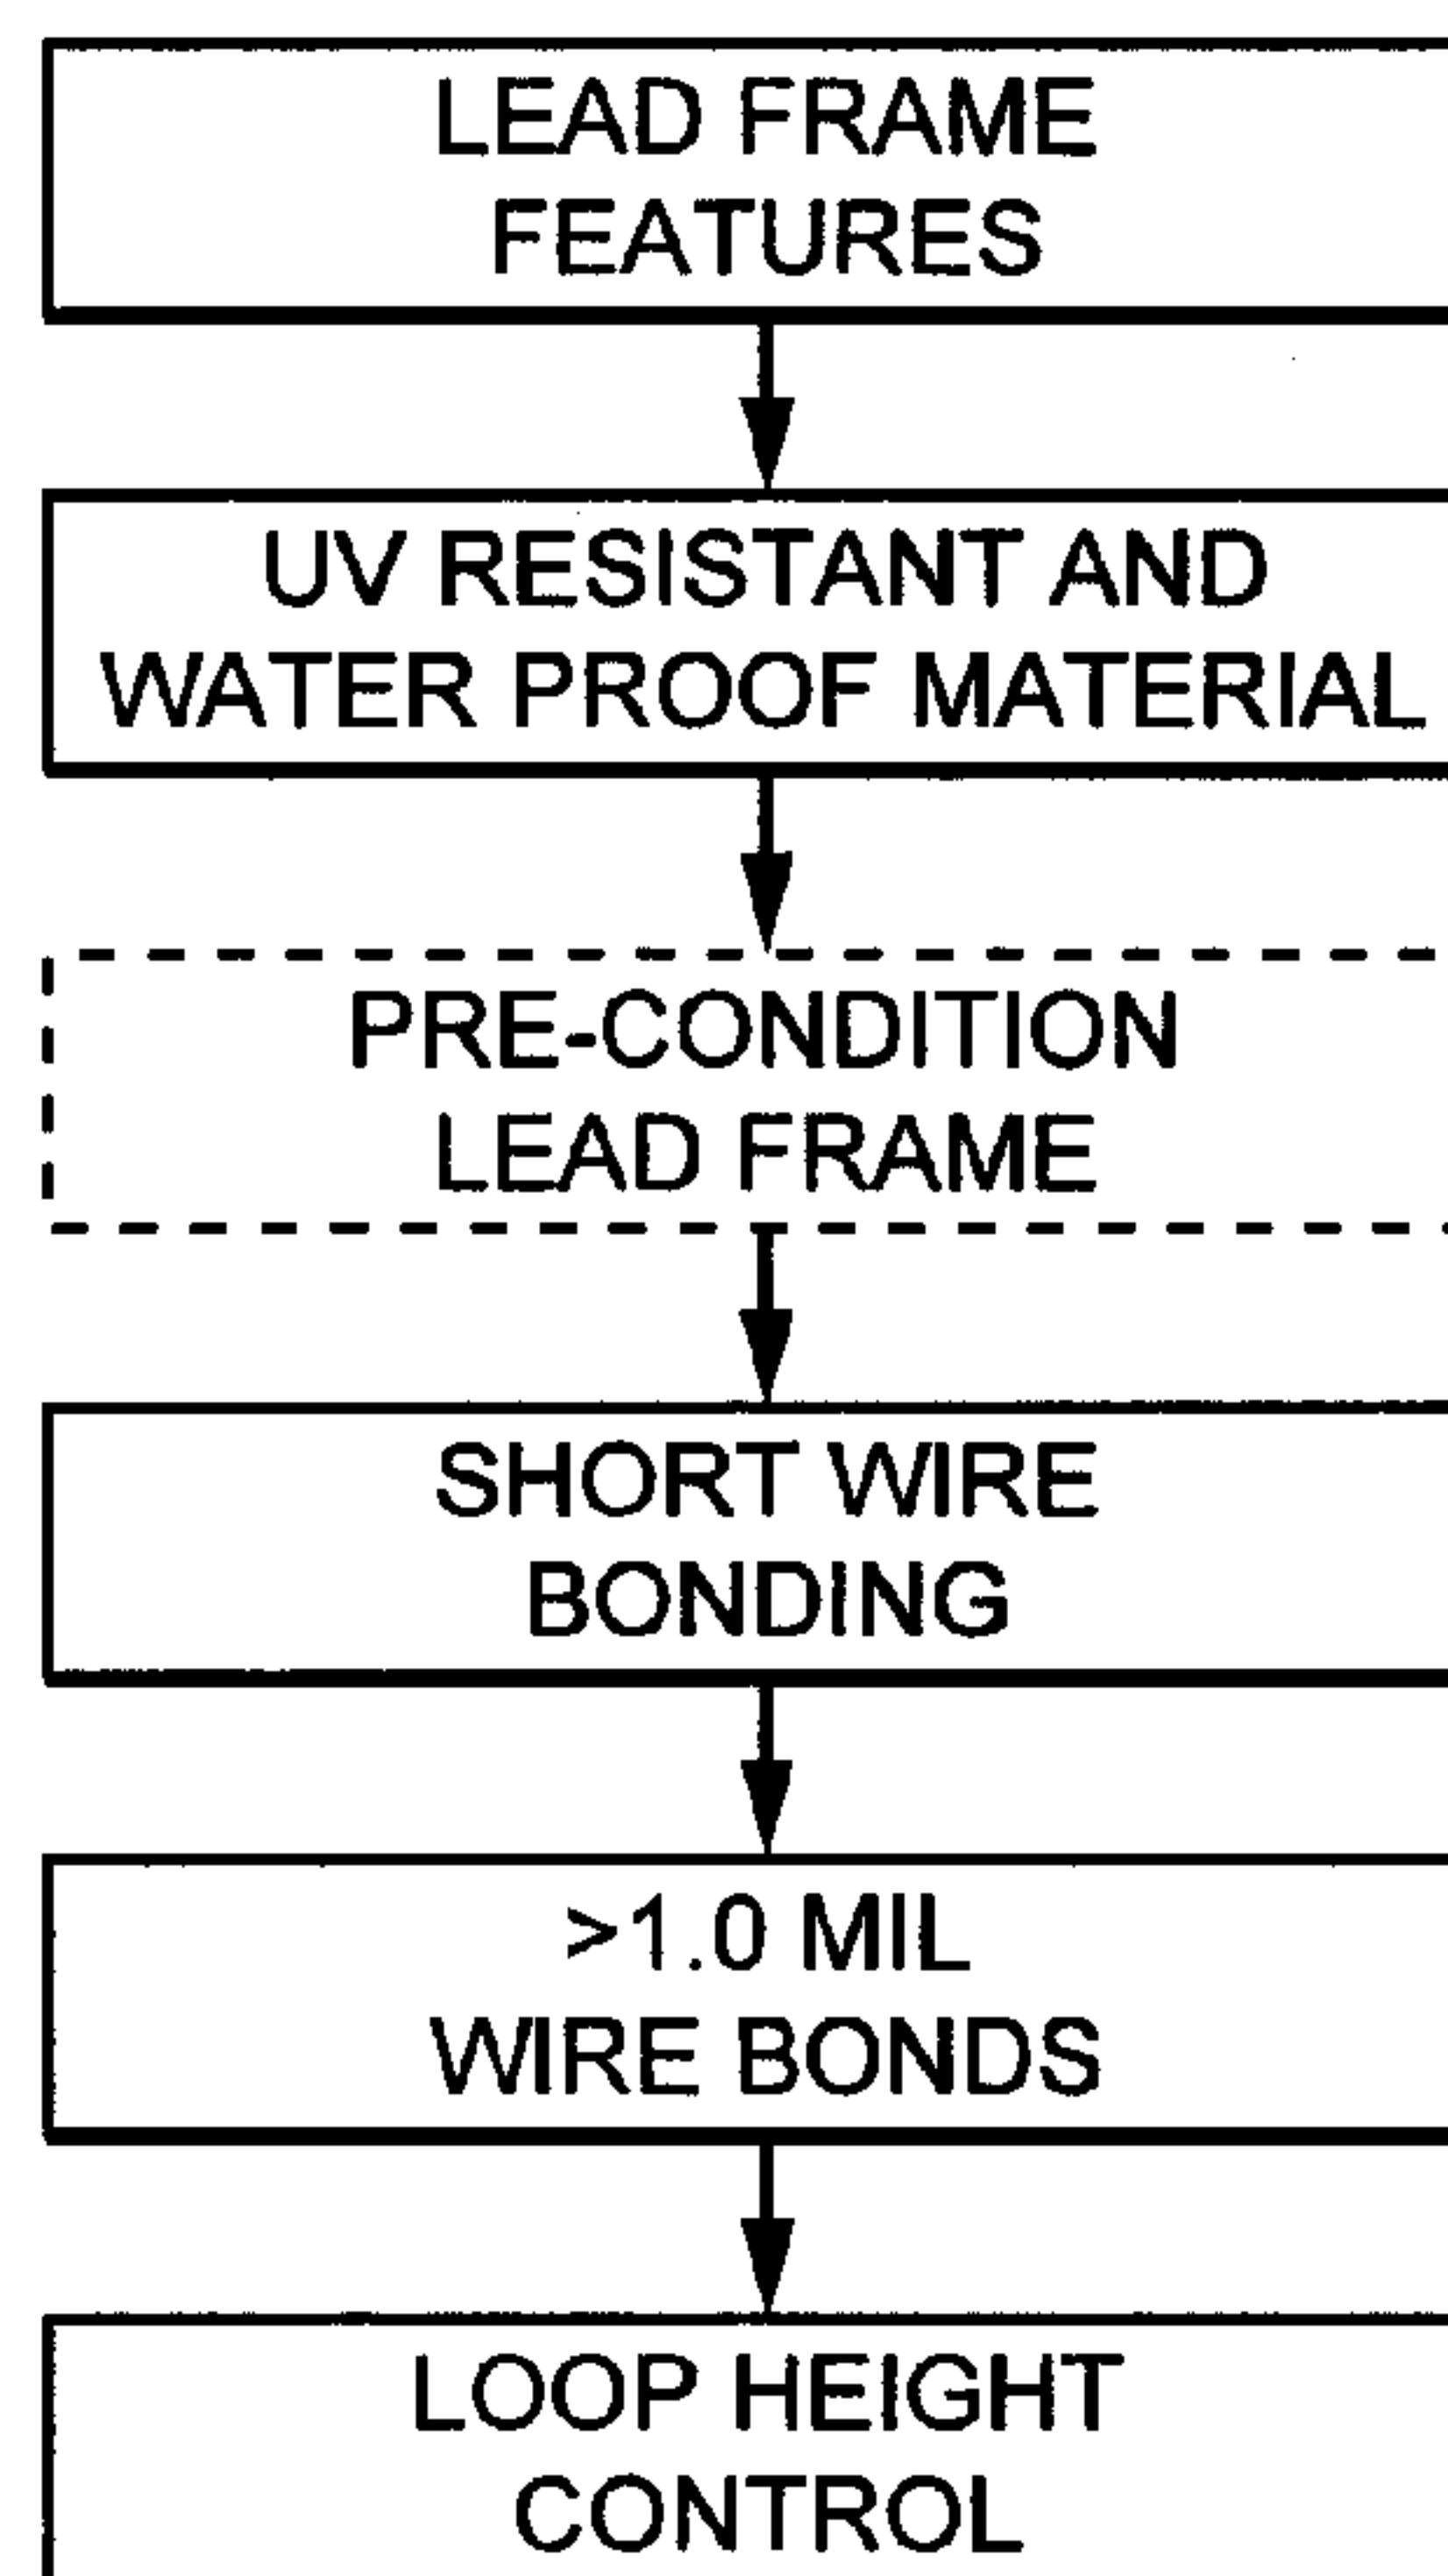 LEAD FRAME
FEATURES
UV RESISTANT AND
WATER PROOF MATERIAL
PRE-CONDITION
LEAD FRAME
SHORT WIRE
BONDING
>1.0 MIL
WIRE BONDS
LOOP HEIGHT
CONTROL